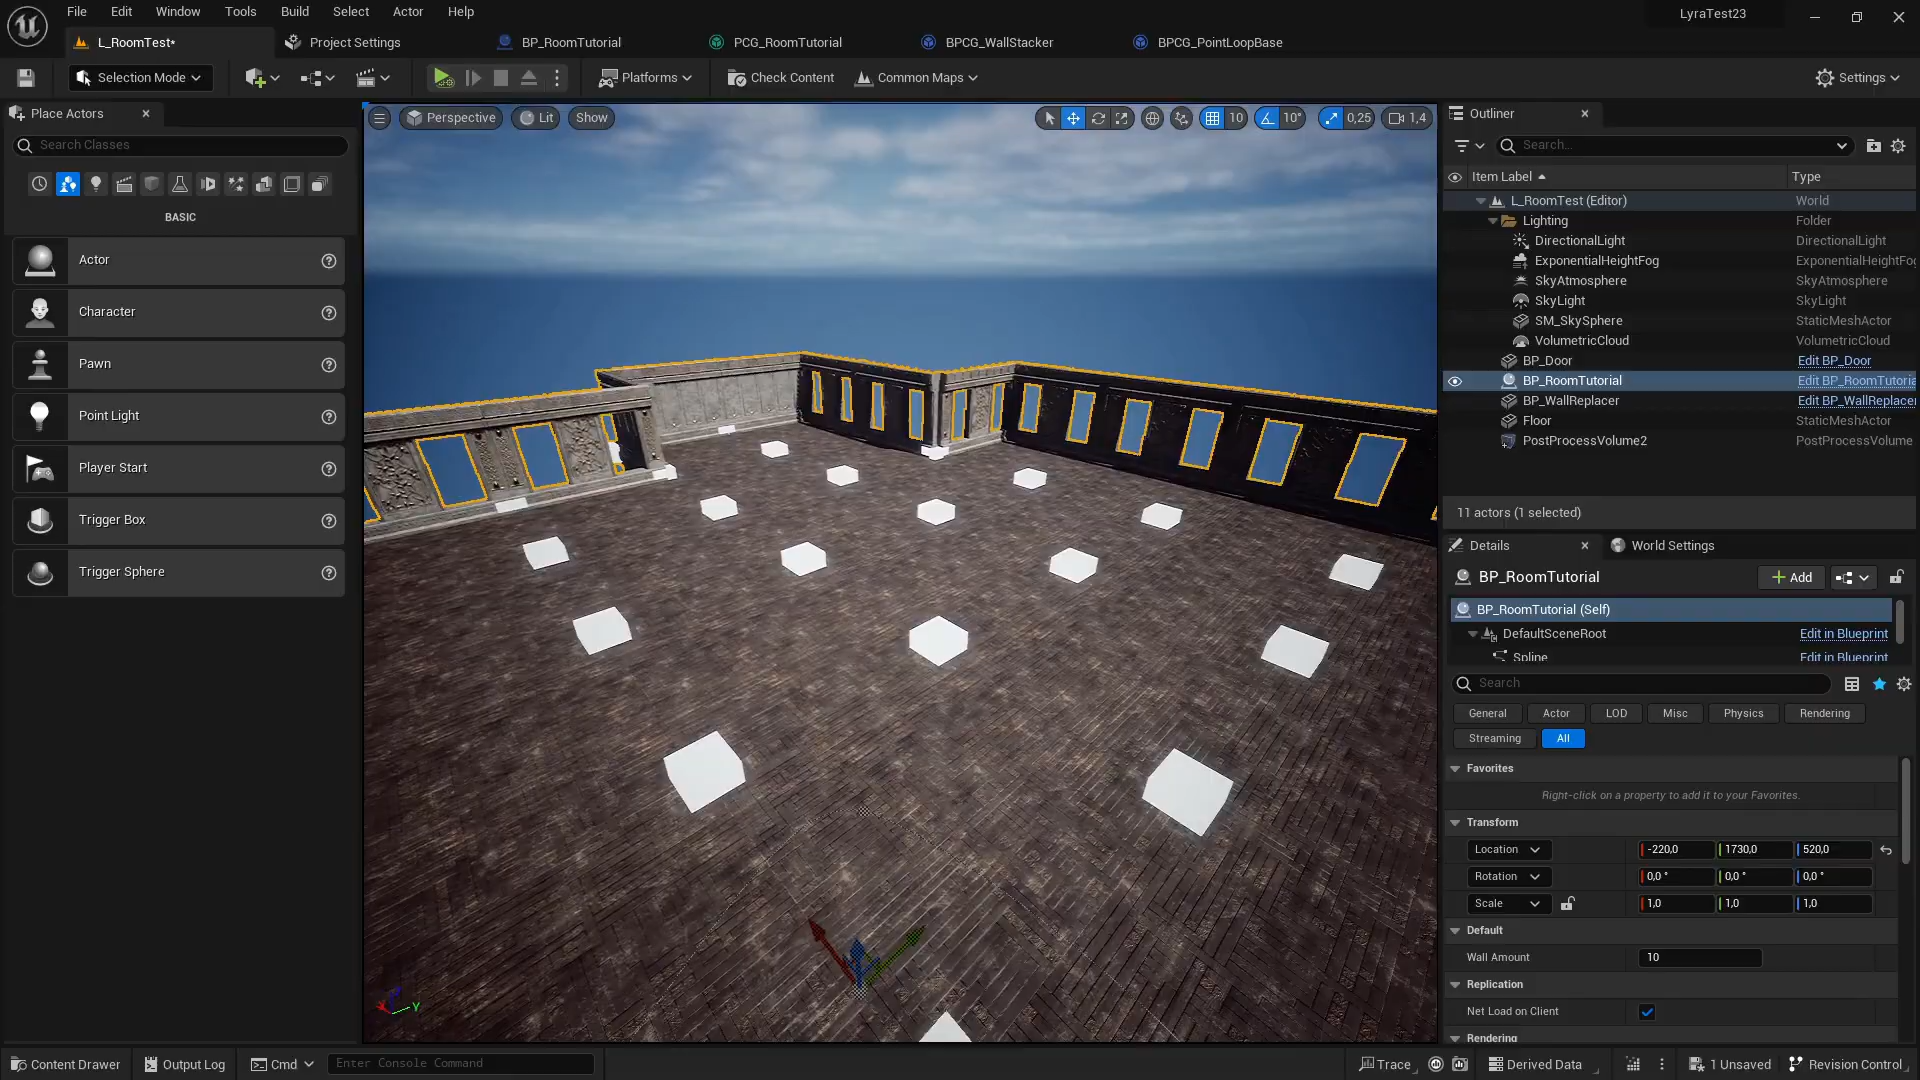 File Edit Window Tools Build Select Actor Help
LyraTest23
L_RoomTest*
Project Settings
BP_RoomTutorial
PCG_RoomTutorial
BPCG_WallStacker
BPCG_PointLoopBase
Selection Mode
Platforms
Check Content
Common Maps
Settings
Place Actors
Search Classes
BASIC
Actor
Character
Pawn
Point Light
Player Start
Trigger Box
Trigger Sphere
Perspective
Lit
Show
10
10°
0,25
1,4
Y
Outliner
Search...
Item Label
Type
L_RoomTest (Editor) World
Lighting Folder
DirectionalLight DirectionalLight
ExponentialHeightFog ExponentialHeightFog
SkyAtmosphere SkyAtmosphere
SkyLight SkyLight
SM_SkySphere StaticMeshActor
VolumetricCloud VolumetricCloud
BP_Door Edit BP_Door
BP_RoomTutorial Edit BP_RoomTutoria
BP_WallReplacer Edit BP_WallReplacer
Floor StaticMeshActor
PostProcessVolume2 PostProcessVolume
11 actors (1 selected)
Details
World Settings
BP_RoomTutorial
Add
BP_RoomTutorial (Self)
DefaultSceneRoot Edit in Blueprint
Spline Edit in Blueprint
Search
General Actor LOD Misc Physics Rendering
Streaming All
Favorites
Right-click on a property to add it to your Favorites.
Transform
Location -220,0 1730,0 520,0
Rotation 0,0 ° 0,0 ° 0,0 °
Scale 1,0 1,0 1,0
Default
Wall Amount 10
Replication
Net Load on Client
Rendering
Content Drawer
Output Log
Cmd
Enter Console Command
Trace
Derived Data
1 Unsaved
Revision Control